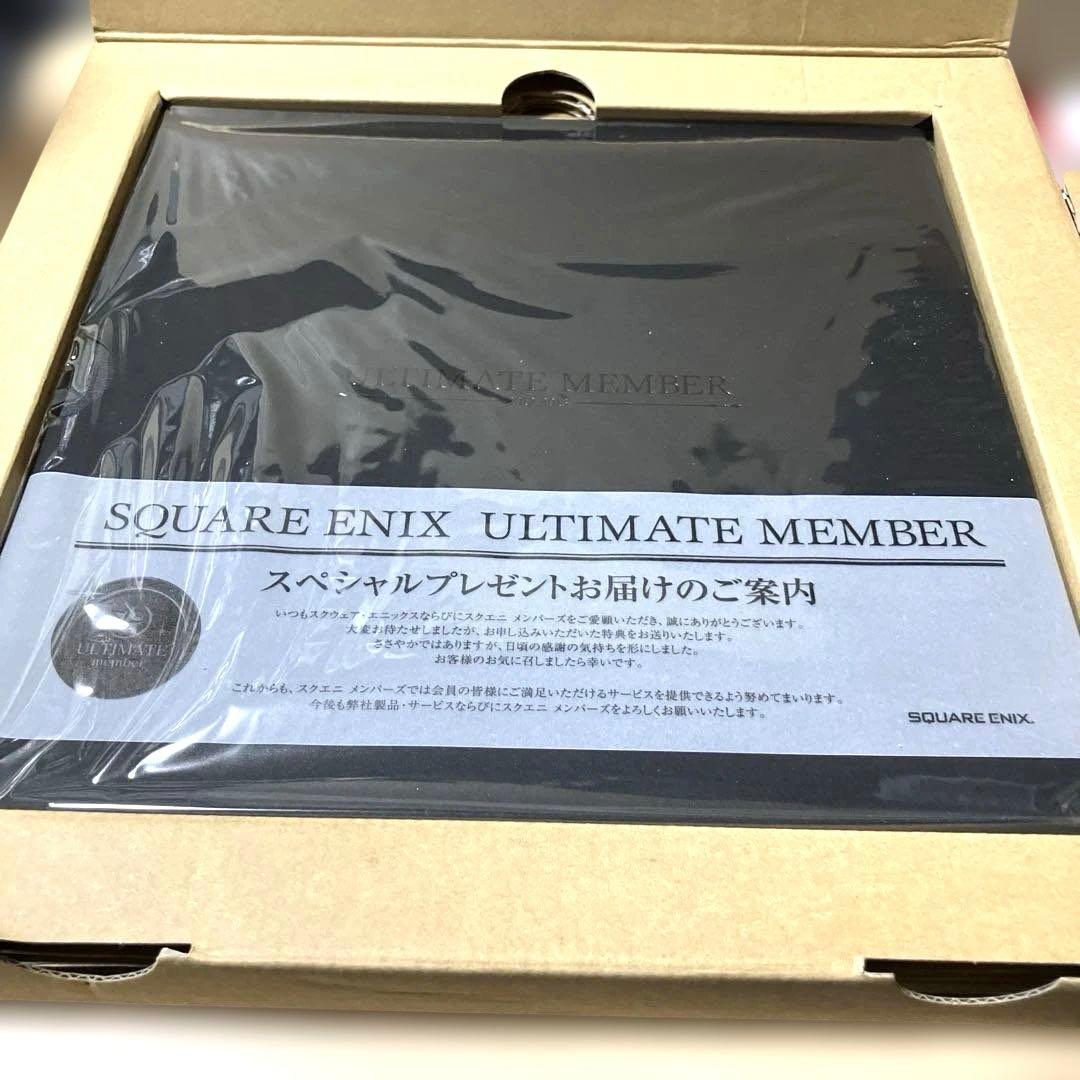 ULTIMATE MEMBER
SQUARE ENIX ULTIMATE MEMBER
スペシャルプレゼントお届けのご案内
いつもスクウェア・エニックスならびにスクエニ メンバーズをご愛顧いただき、誠にありがとうございます。
大変お待たせしましたが、お申し込みいただいた特典をお送りいたします。
ささやかではありますが、日頃の感謝の気持ちを形にしました。
お客様のお気に召しましたら幸いです。
これからも、スクエニ メンバーズでは会員の皆様にご満足いただけるサービスを提供できるよう努めてまいります。
今後も弊社製品・サービスならびにスクエニ メンバーズをよろしくお願いいたします。
ULTIMATE
member
SQUARE ENIX.